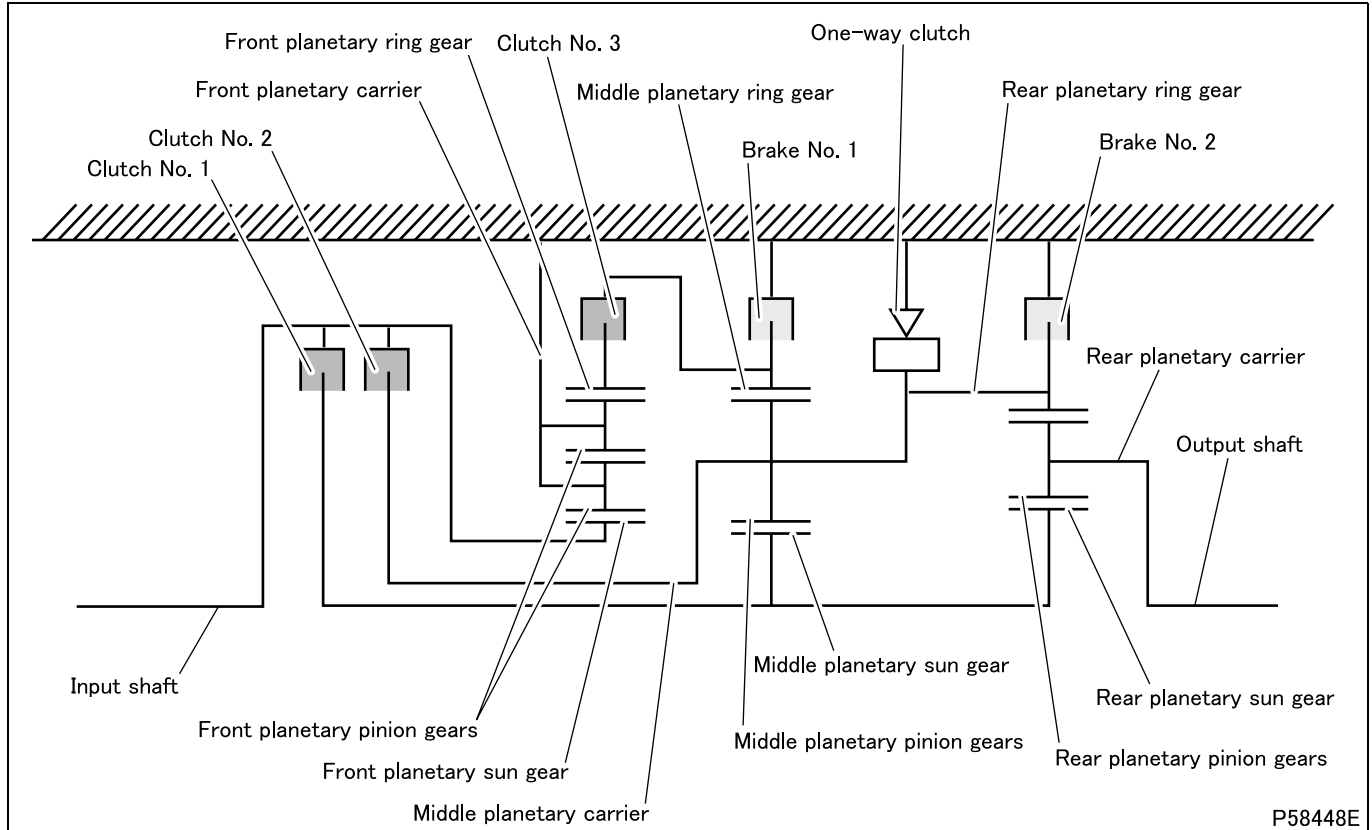 One-way clutch
Front planetary ring gear
Clutch No. 3
Front planetary carrier
Middle planetary ring gear
Rear planetary ring gear
Clutch No. 2
Brake No. 1
Brake No. 2
Clutch No. 1
Rear planetary carrier
Output shaft
Input shaft
Middle planetary sun gear
Rear planetary sun gear
Front planetary pinion gears
Middle planetary pinion gears
Rear planetary pinion gears
Front planetary sun gear
Middle planetary carrier
P58448E